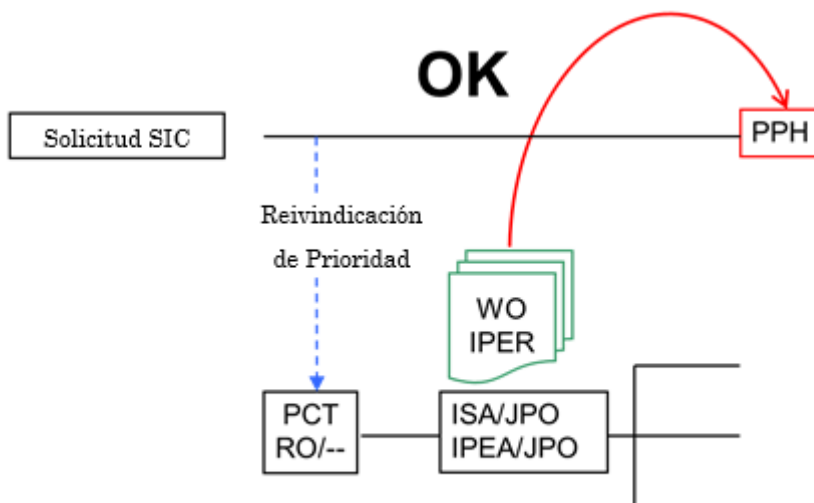 OK
Solicitud SIC
PPH
Reivindicación
de Prioridad
WO
IPER
PCT
RO/--
ISA/JPO
IPEA/JPO